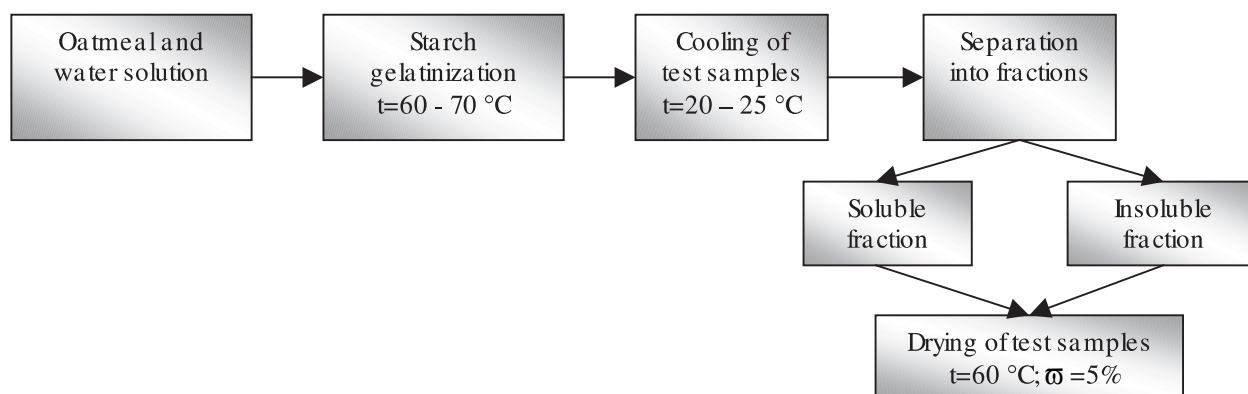 Oatmeal and
water solution
Starch
gelatinization
t=60 - 70 °C
Cooling of
test samples
t=20 – 25 °C
Separation
into fractions
Soluble
fraction
Insoluble
fraction
Drying of test samples
t=60 °C; ϖ =5%